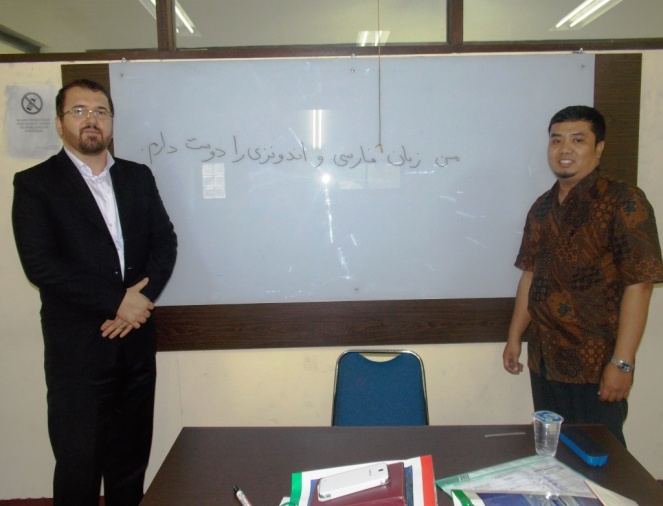 من زبان فارسی و اندونزی را دوست دارم.